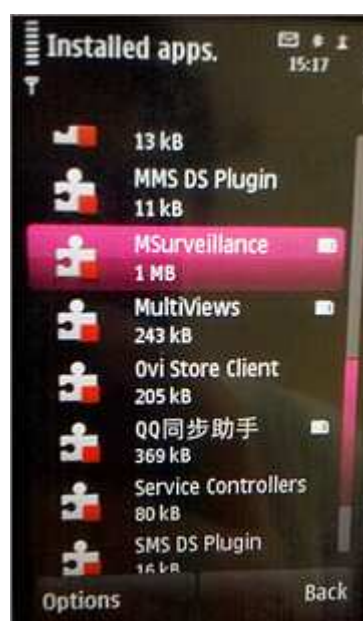 Installed apps.
15:17
13 kB
MMS DS Plugin
11 kB
MSurveillance
1 MB
MultiViews
243 kB
Ovi Store Client
205 kB
QQ同步助手
369 kB
Service Controllers
80 kB
SMS DS Plugin
16 kB
Options
Back